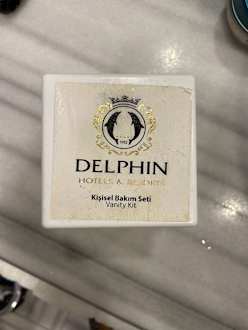 DELPHIN
HOTELS & RESORTS
Kişisel Bakım Seti
Vanity Kit